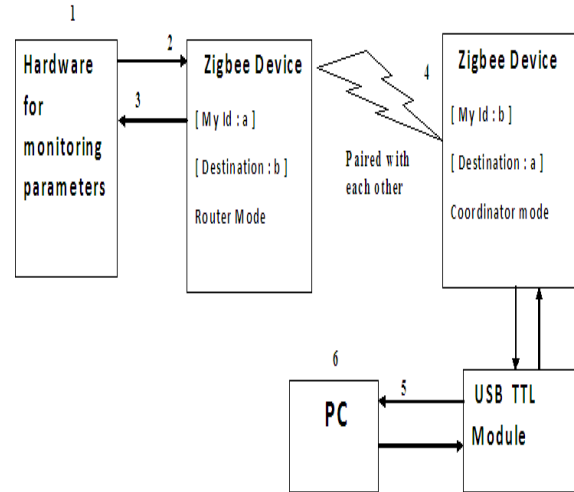 1
Hardware
for
monitoring
parameters
2
3
Zigbee Device
[ My Id : a ]
[ Destination : b ]
Router Mode
4
Paired with
each other
Zigbee Device
[ My Id : b ]
[ Destination : a ]
Coordinator mode
6
PC
5
USB TTL
Module